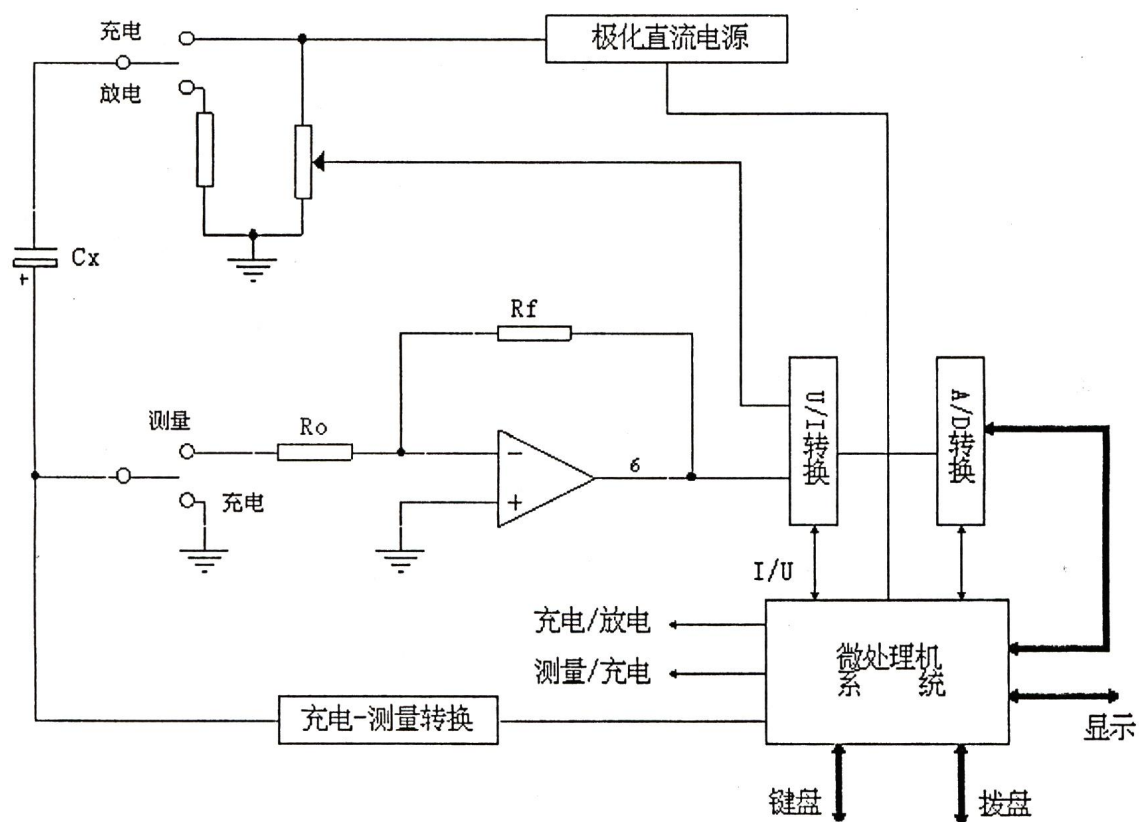 充电
极化直流电源
放电
Cx
+
Rf
测量
Ro
−
6
+
充电
U/I转换
A/D转换
I/U
充电/放电
测量/充电
微处理机
系 统
充电-测量转换
显示
键盘
拨盘